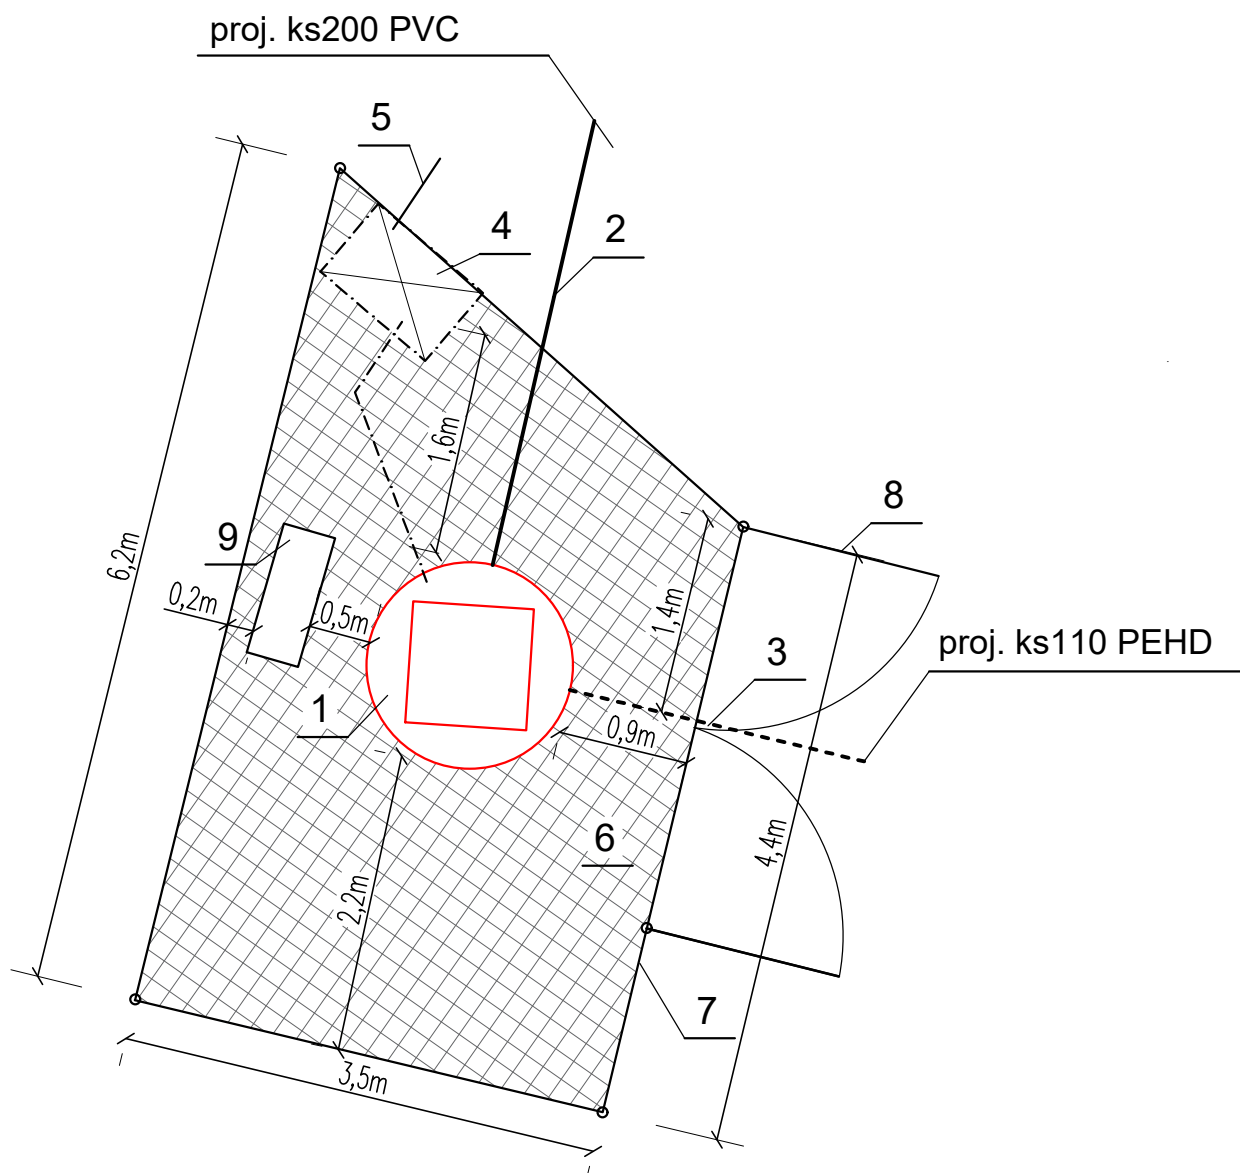 proj. ks200 PVC
5
4
2
1,6m
8
9
6,2m
0,2m
0,5m
1,4m
3
proj. ks110 PEHD
1
0,9m
6
4,4m
2,2m
7
3,5m